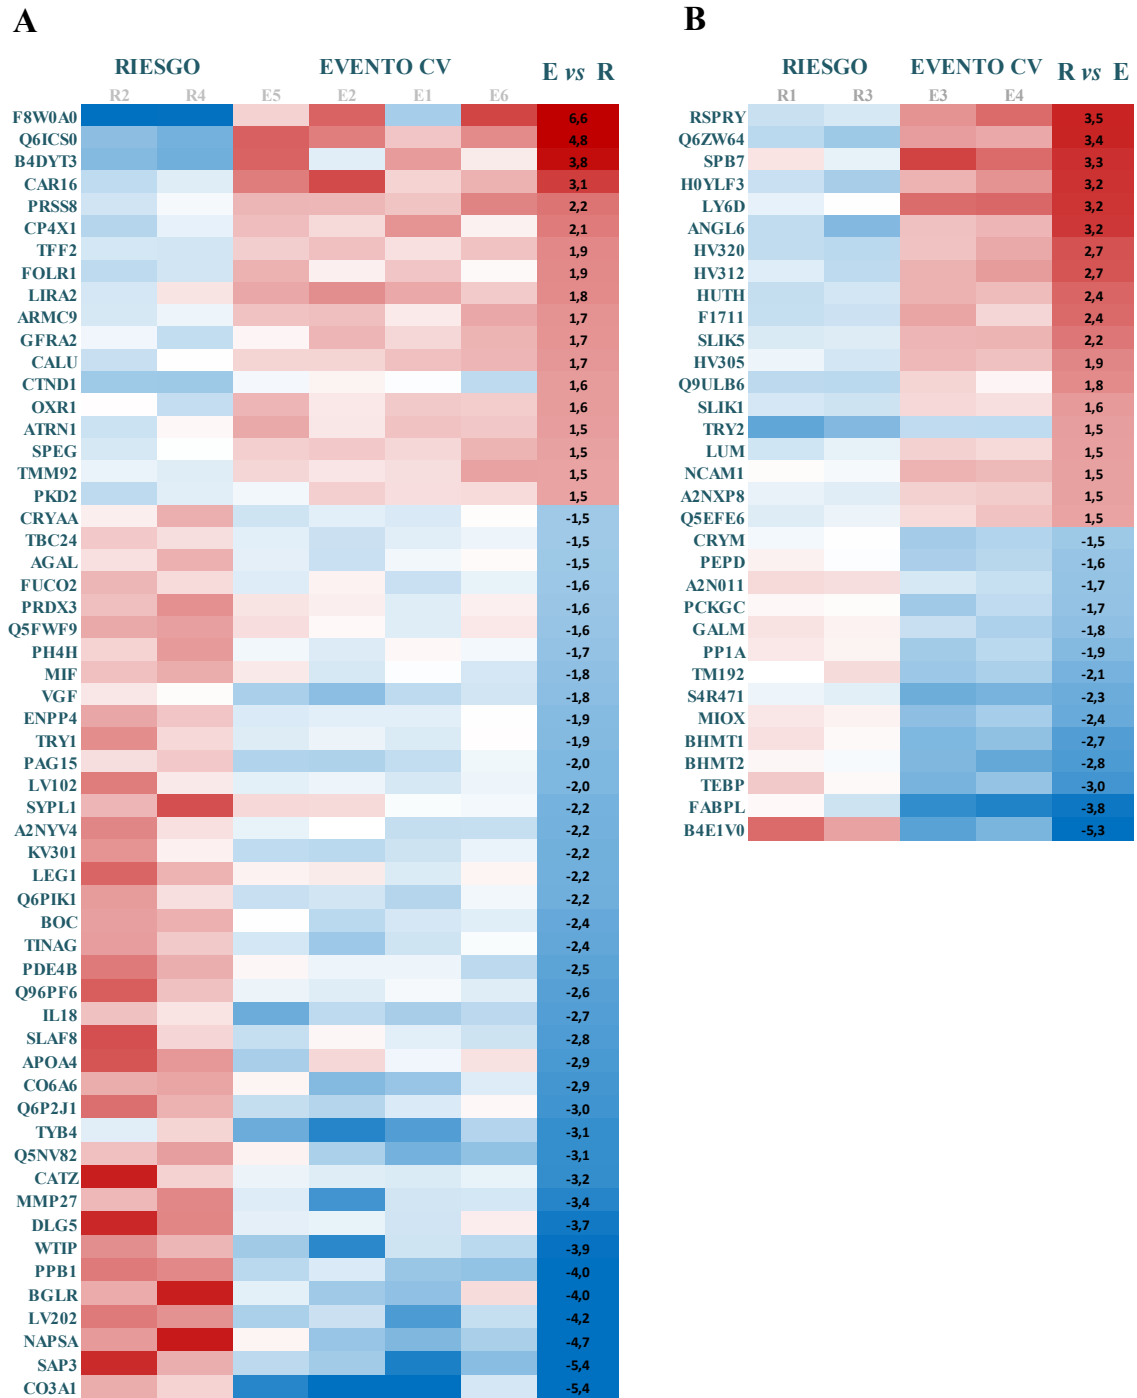 A
RIESGO EVENTO CV E vs R
R2 R4 E5 E2 E1 E6
F8W0A0 6,6
Q6ICS0 4,8
B4DYT3 3,8
CAR16 3,1
PRSS8 2,2
CP4X1 2,1
TFF2 1,9
FOLR1 1,9
LIRA2 1,8
ARMC9 1,7
GFRA2 1,7
CALU 1,7
CTND1 1,6
OXR1 1,6
ATRN1 1,5
SPEG 1,5
TMM92 1,5
PKD2 1,5
CRYAA -1,5
TBC24 -1,5
AGAL -1,5
FUCO2 -1,6
PRDX3 -1,6
Q5FWF9 -1,6
PH4H -1,7
MIF -1,8
VGF -1,8
ENPP4 -1,9
TRY1 -1,9
PAG15 -2,0
LV102 -2,0
SYPL1 -2,2
A2NYV4 -2,2
KV301 -2,2
LEG1 -2,2
Q6PIK1 -2,2
BOC -2,4
TINAG -2,4
PDE4B -2,5
Q96PF6 -2,6
IL18 -2,7
SLAF8 -2,8
APOA4 -2,9
CO6A6 -2,9
Q6P2J1 -3,0
TYB4 -3,1
Q5NV82 -3,1
CATZ -3,2
MMP27 -3,4
DLG5 -3,7
WTIP -3,9
PPB1 -4,0
BGLR -4,0
LV202 -4,2
NAPSA -4,7
SAP3 -5,4
CO3A1 -5,4
B
RIESGO EVENTO CV R vs E
R1 R3 E3 E4
RSPRY 3,5
Q6ZW64 3,4
SPB7 3,3
H0YLF3 3,2
LY6D 3,2
ANGL6 3,2
HV320 2,7
HV312 2,7
HUTH 2,4
F1711 2,4
SLIK5 2,2
HV305 1,9
Q9ULB6 1,8
SLIK1 1,6
TRY2 1,5
LUM 1,5
NCAM1 1,5
A2NXP8 1,5
Q5EFE6 1,5
CRYM -1,5
PEPD -1,6
A2N011 -1,7
PCKGC -1,7
GALM -1,8
PP1A -1,9
TM192 -2,1
S4R471 -2,3
MIOX -2,4
BHMT1 -2,7
BHMT2 -2,8
TEBP -3,0
FABPL -3,8
B4E1V0 -5,3